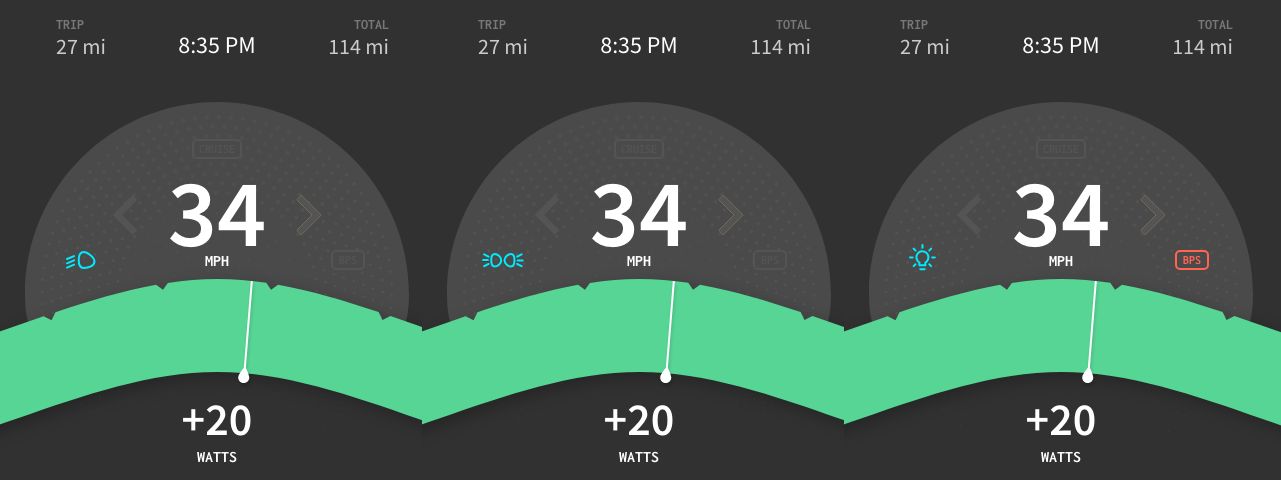 TRIP TOTAL
27 mi 8:35 PM 114 mi
CRUISE
34
MPH
BPS
+20
WATTS
TRIP TOTAL
27 mi 8:35 PM 114 mi
CRUISE
34
MPH
BPS
+20
WATTS
TRIP TOTAL
27 mi 8:35 PM 114 mi
CRUISE
34
MPH
BPS
+20
WATTS